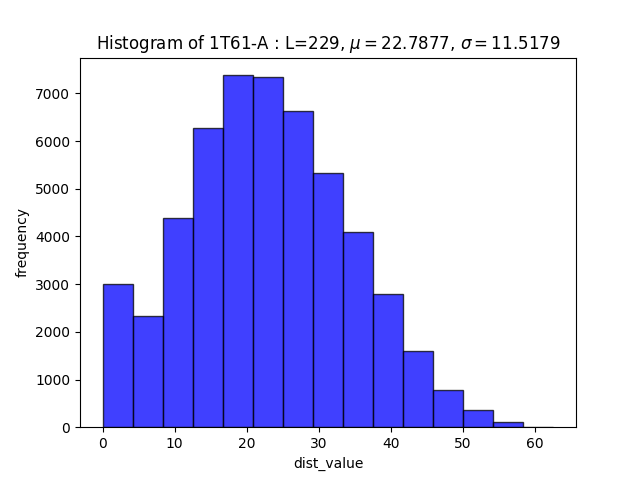 Histogram of 1T61-A : L=229, μ = 22.7877, σ = 11.5179
7000
6000
5000
4000
3000
2000
1000
0
frequency
0 10 20 30 40 50 60
dist_value